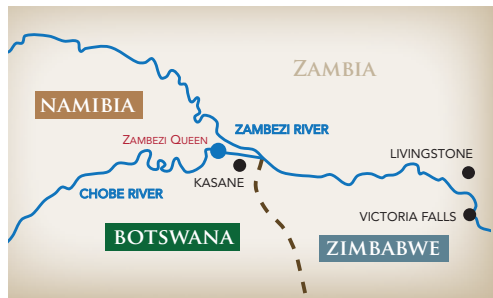 ZAMBIA
NAMIBIA
ZAMBEZI RIVER
ZAMBEZI QUEEN
LIVINGSTONE
KASANE
CHOBE RIVER
VICTORIA FALLS
BOTSWANA
ZIMBABWE